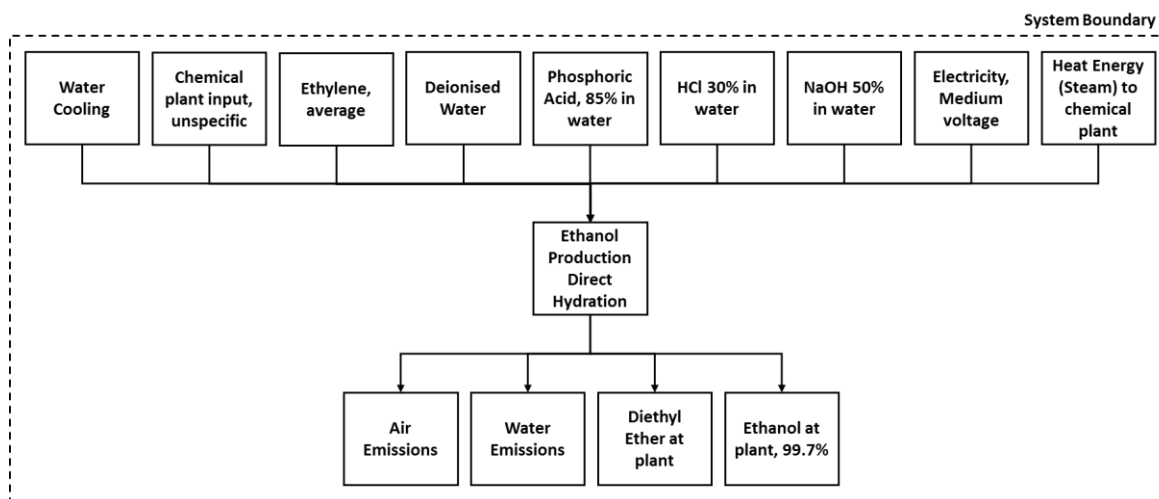 System Boundary
Water
Cooling
Chemical
plant input,
unspecific
Ethylene,
average
Deionised
Water
Phosphoric
Acid, 85% in
water
HCl 30% in
water
NaOH 50%
in water
Electricity,
Medium
voltage
Heat Energy
(Steam) to
chemical
plant
Ethanol
Production
Direct
Hydration
Air
Emissions
Water
Emissions
Diethyl
Ether at
plant
Ethanol at
plant, 99.7%